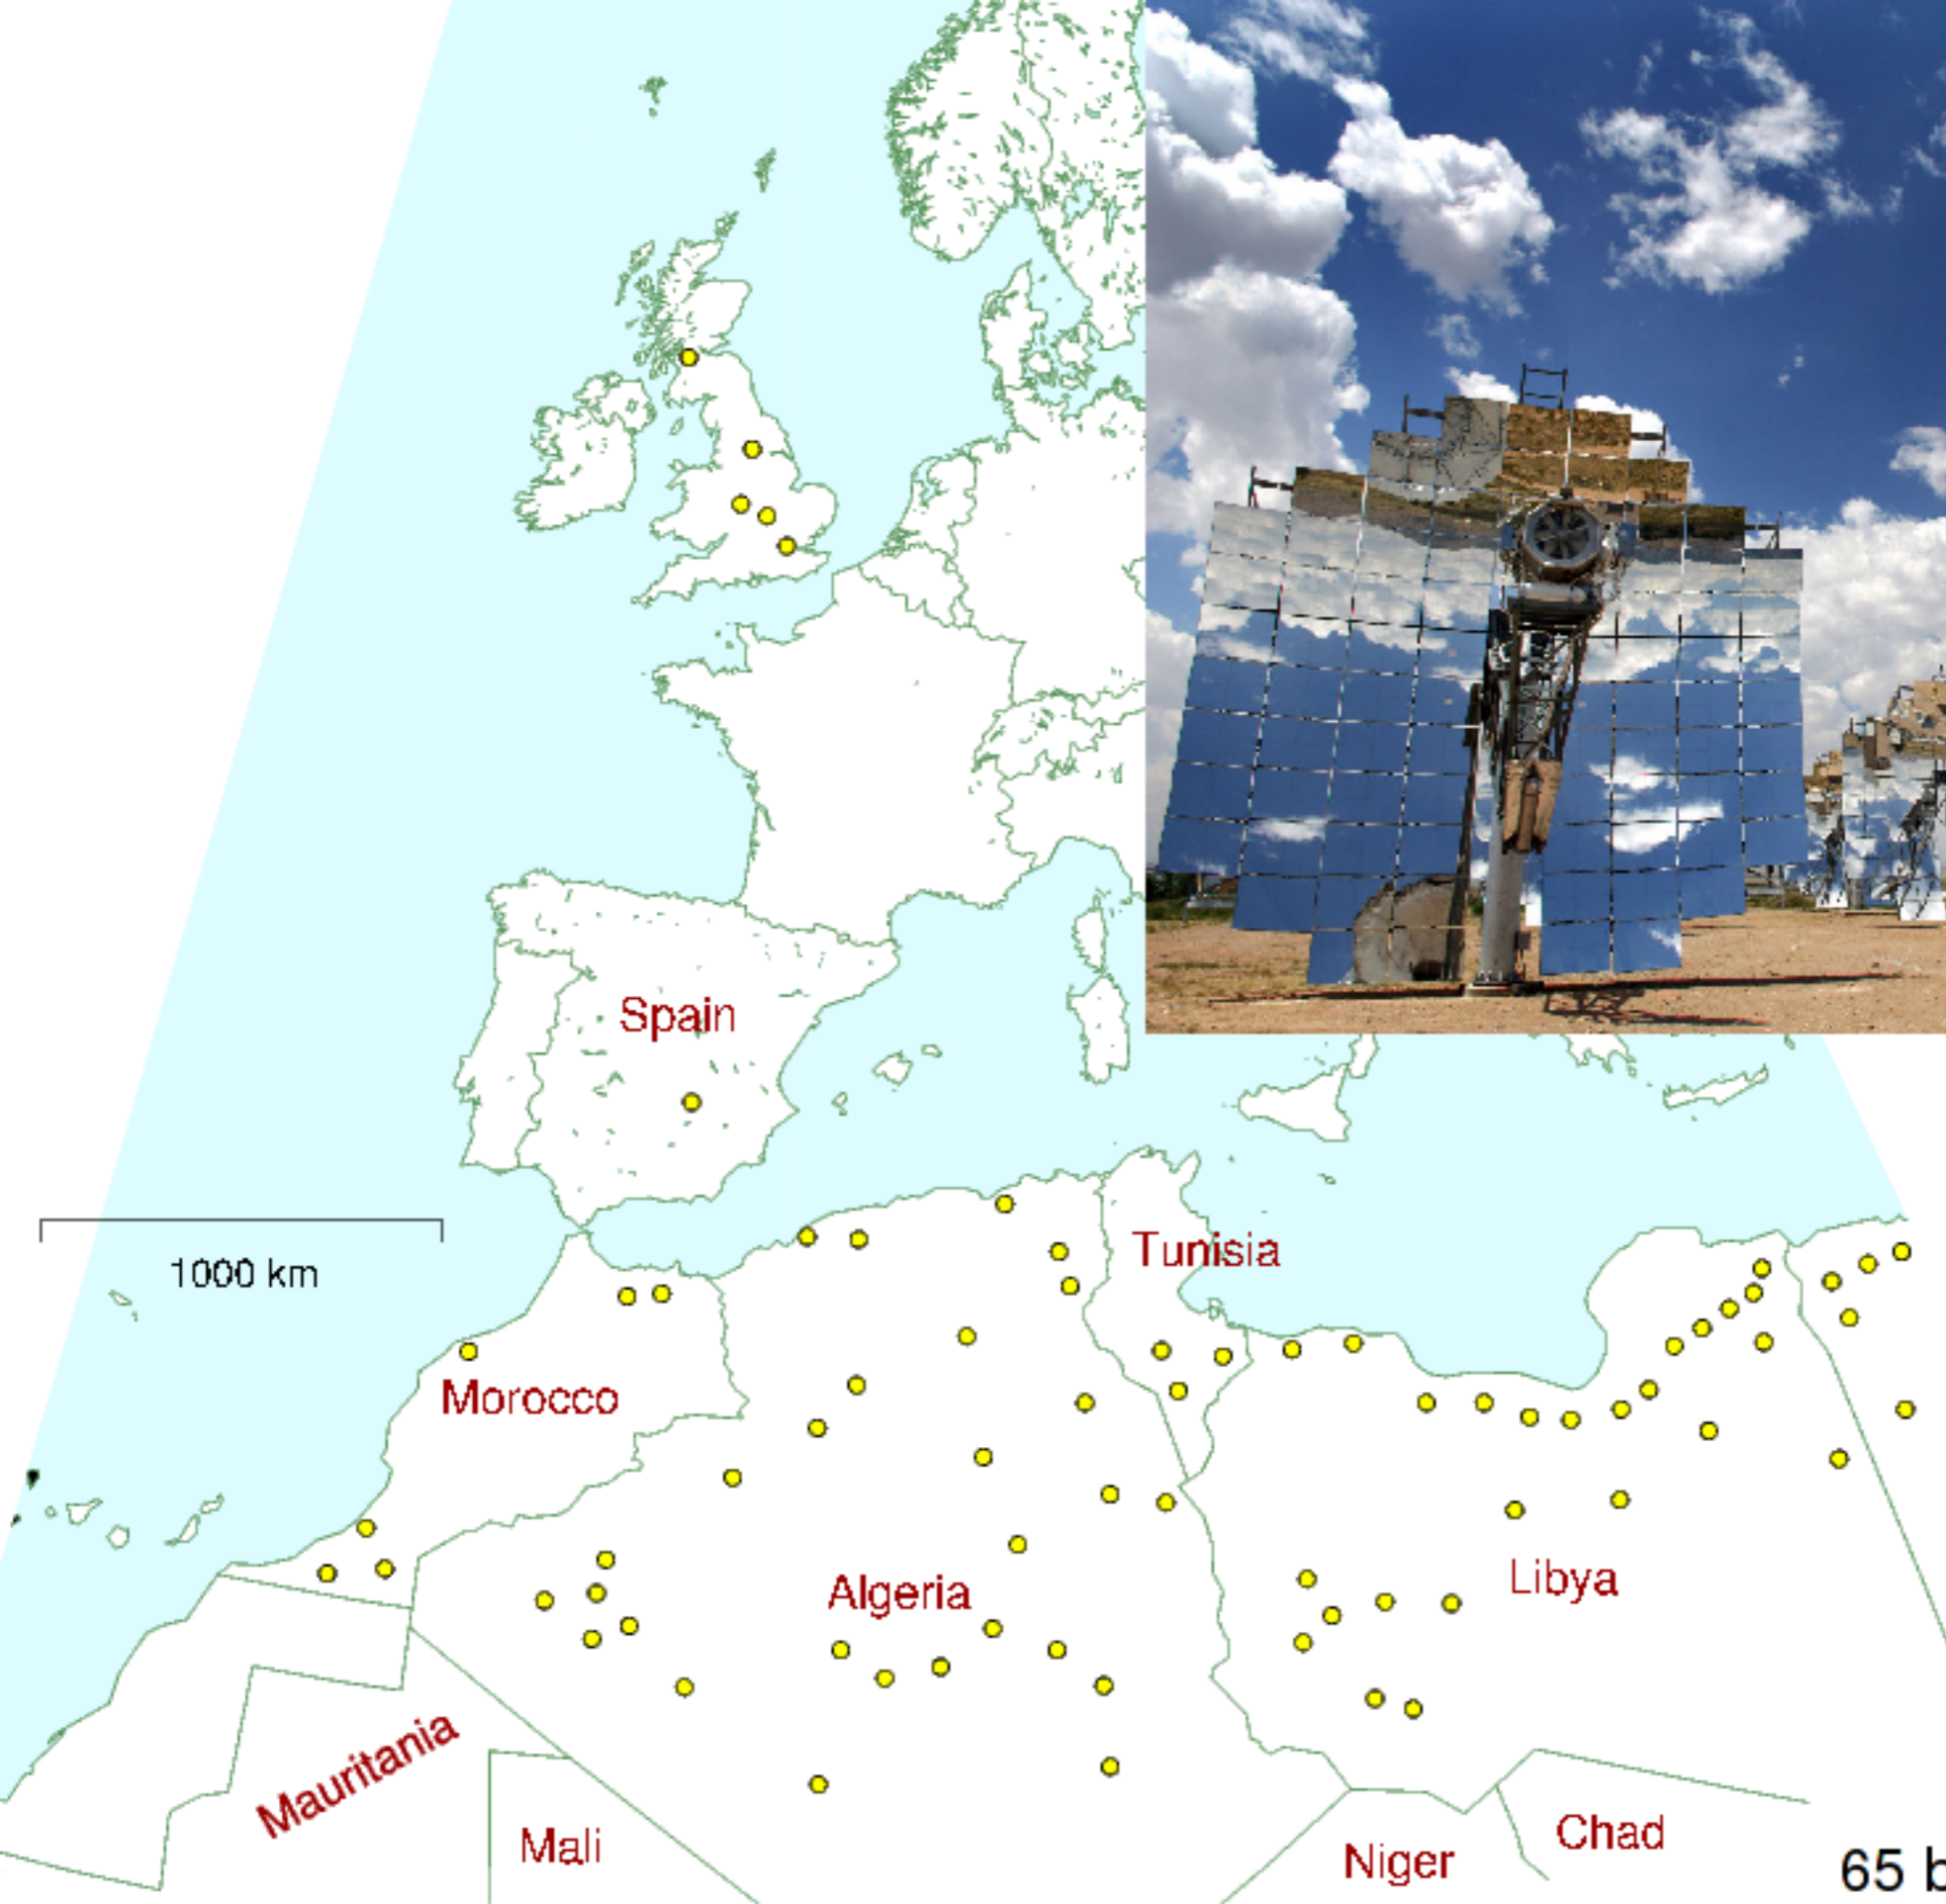 Spain
Tunisia
1000 km
Morocco
Libya
Algeria
Mauritania
Chad
Mali
Niger
65 b